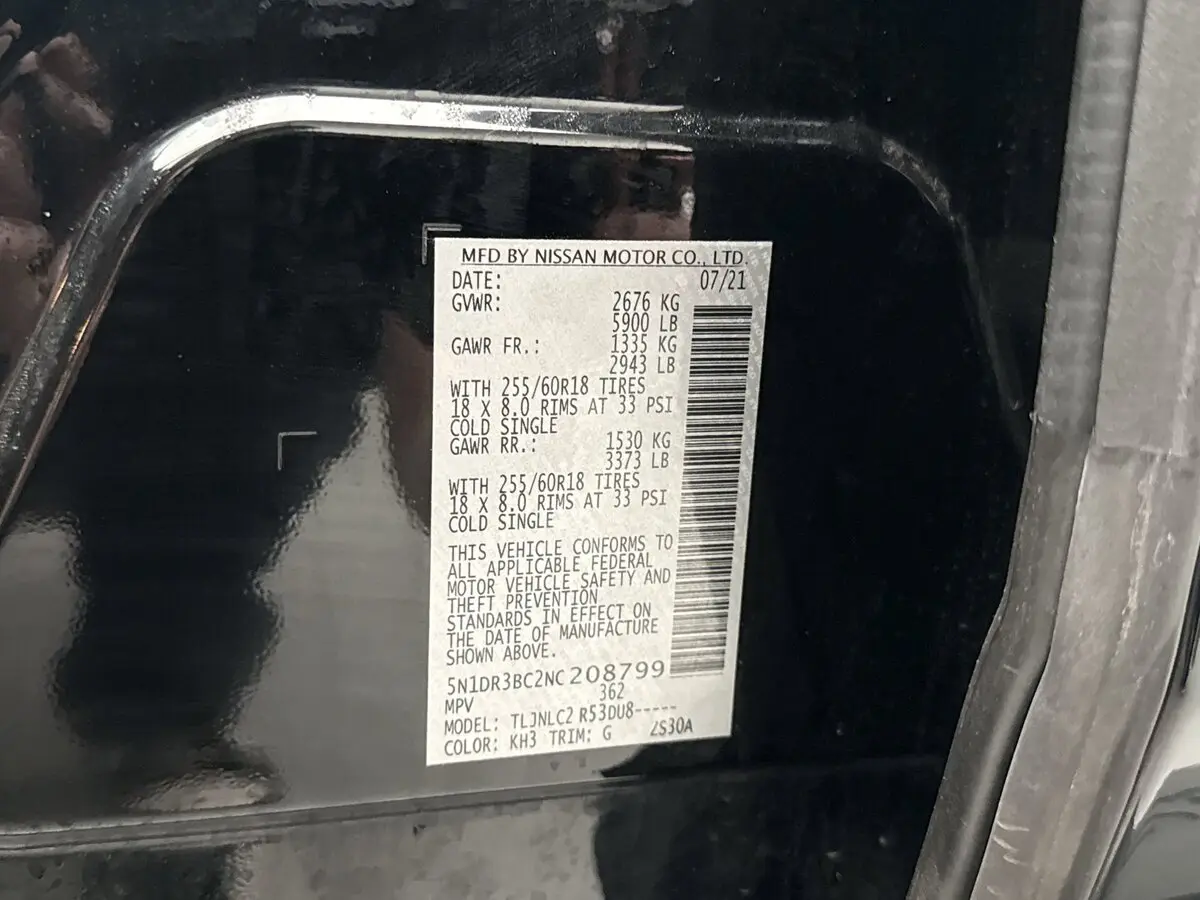 MFD BY NISSAN MOTOR CO., LTD.
DATE: 07/21
GVWR: 2676 KG
5900 LB
GAWR FR.: 1335 KG
2943 LB
WITH 255/60R18 TIRES
18 X 8.0 RIMS AT 33 PSI
COLD SINGLE
GAWR RR.: 1530 KG
3373 LB
WITH 255/60R18 TIRES
18 X 8.0 RIMS AT 33 PSI
COLD SINGLE
THIS VEHICLE CONFORMS TO
ALL APPLICABLE FEDERAL
MOTOR VEHICLE SAFETY AND
THEFT PREVENTION
STANDARDS IN EFFECT ON
THE DATE OF MANUFACTURE
SHOWN ABOVE.
5N1DR3BC2NC208799
MPV 362
MODEL: TLJNLC2 R53DU8-----
COLOR: KH3 TRIM: G ZS30A